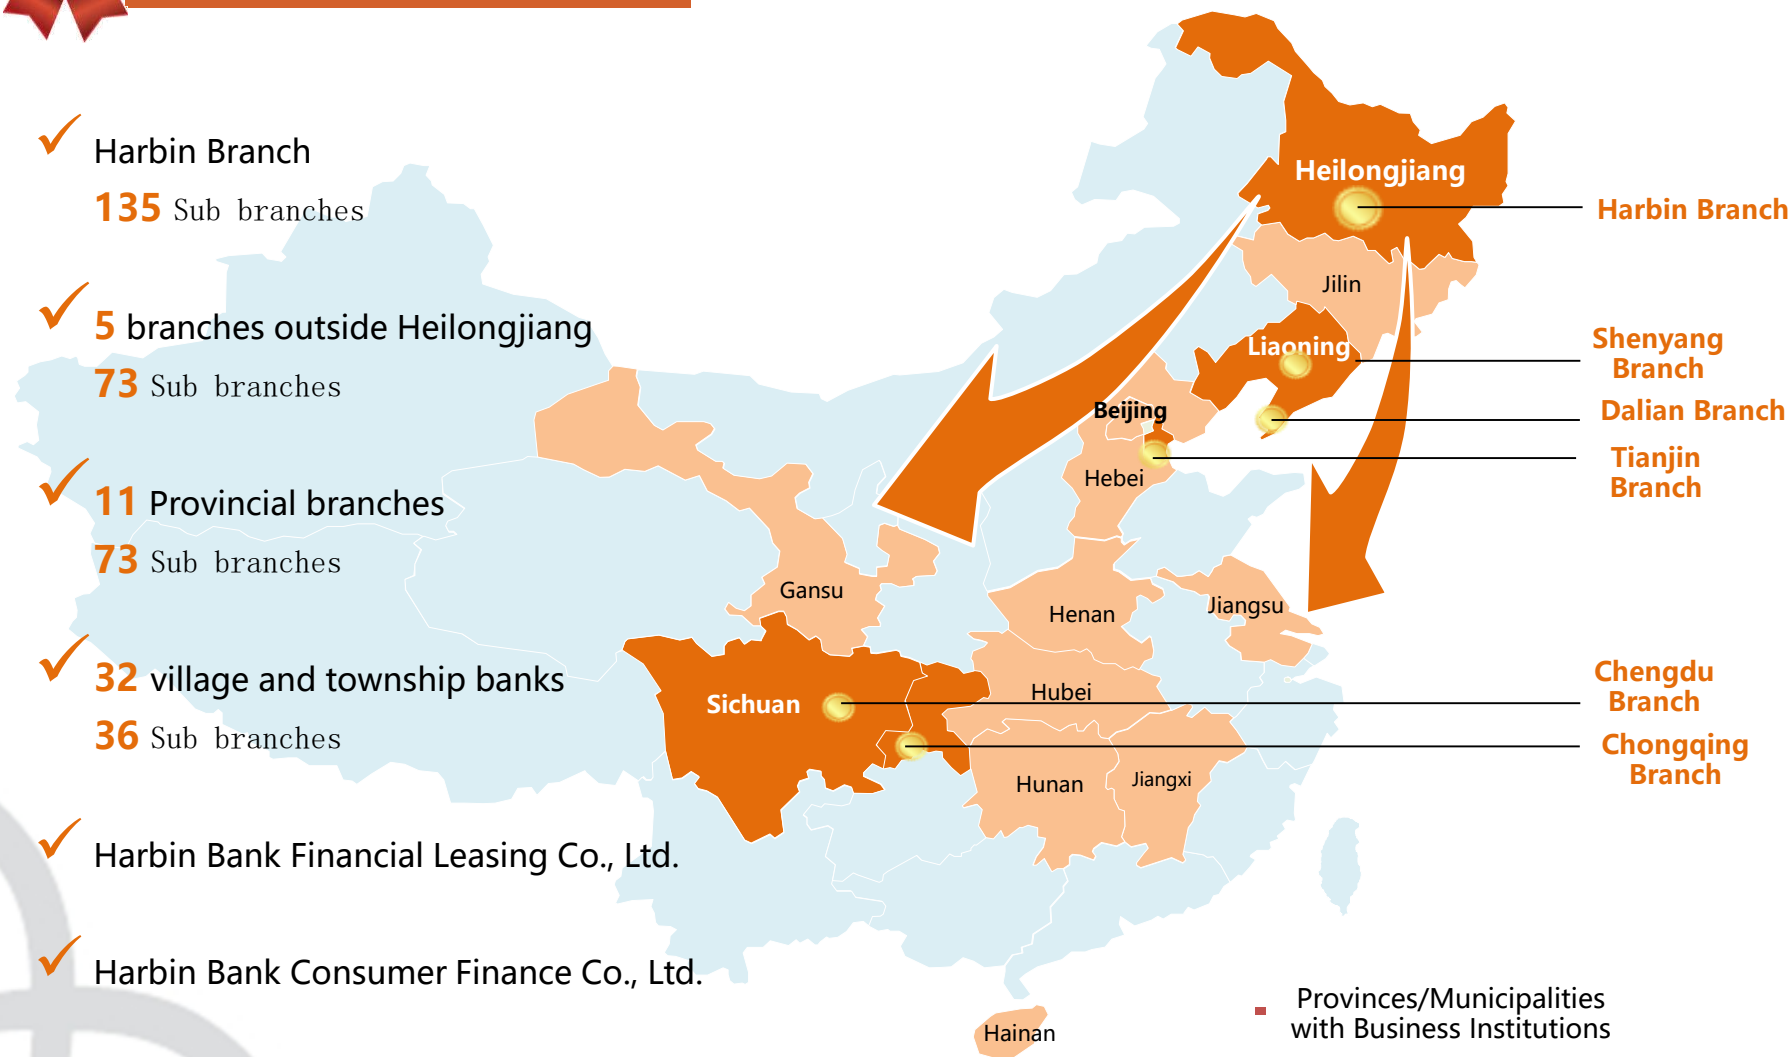 Harbin Branch
135 Sub branches
5 branches outside Heilongjiang
73 Sub branches
11 Provincial branches
73 Sub branches
32 village and township banks
36 Sub branches
Harbin Bank Financial Leasing Co., Ltd.
Harbin Bank Consumer Finance Co., Ltd.
Heilongjiang
Jilin
Liaoning
Beijing
Hebei
Gansu
Henan
Jiangsu
Sichuan
Hubei
Hunan
Jiangxi
Hainan
Harbin Branch
Shenyang
Branch
Dalian Branch
Tianjin
Branch
Chengdu
Branch
Chongqing
Branch
Provinces/Municipalities
with Business Institutions